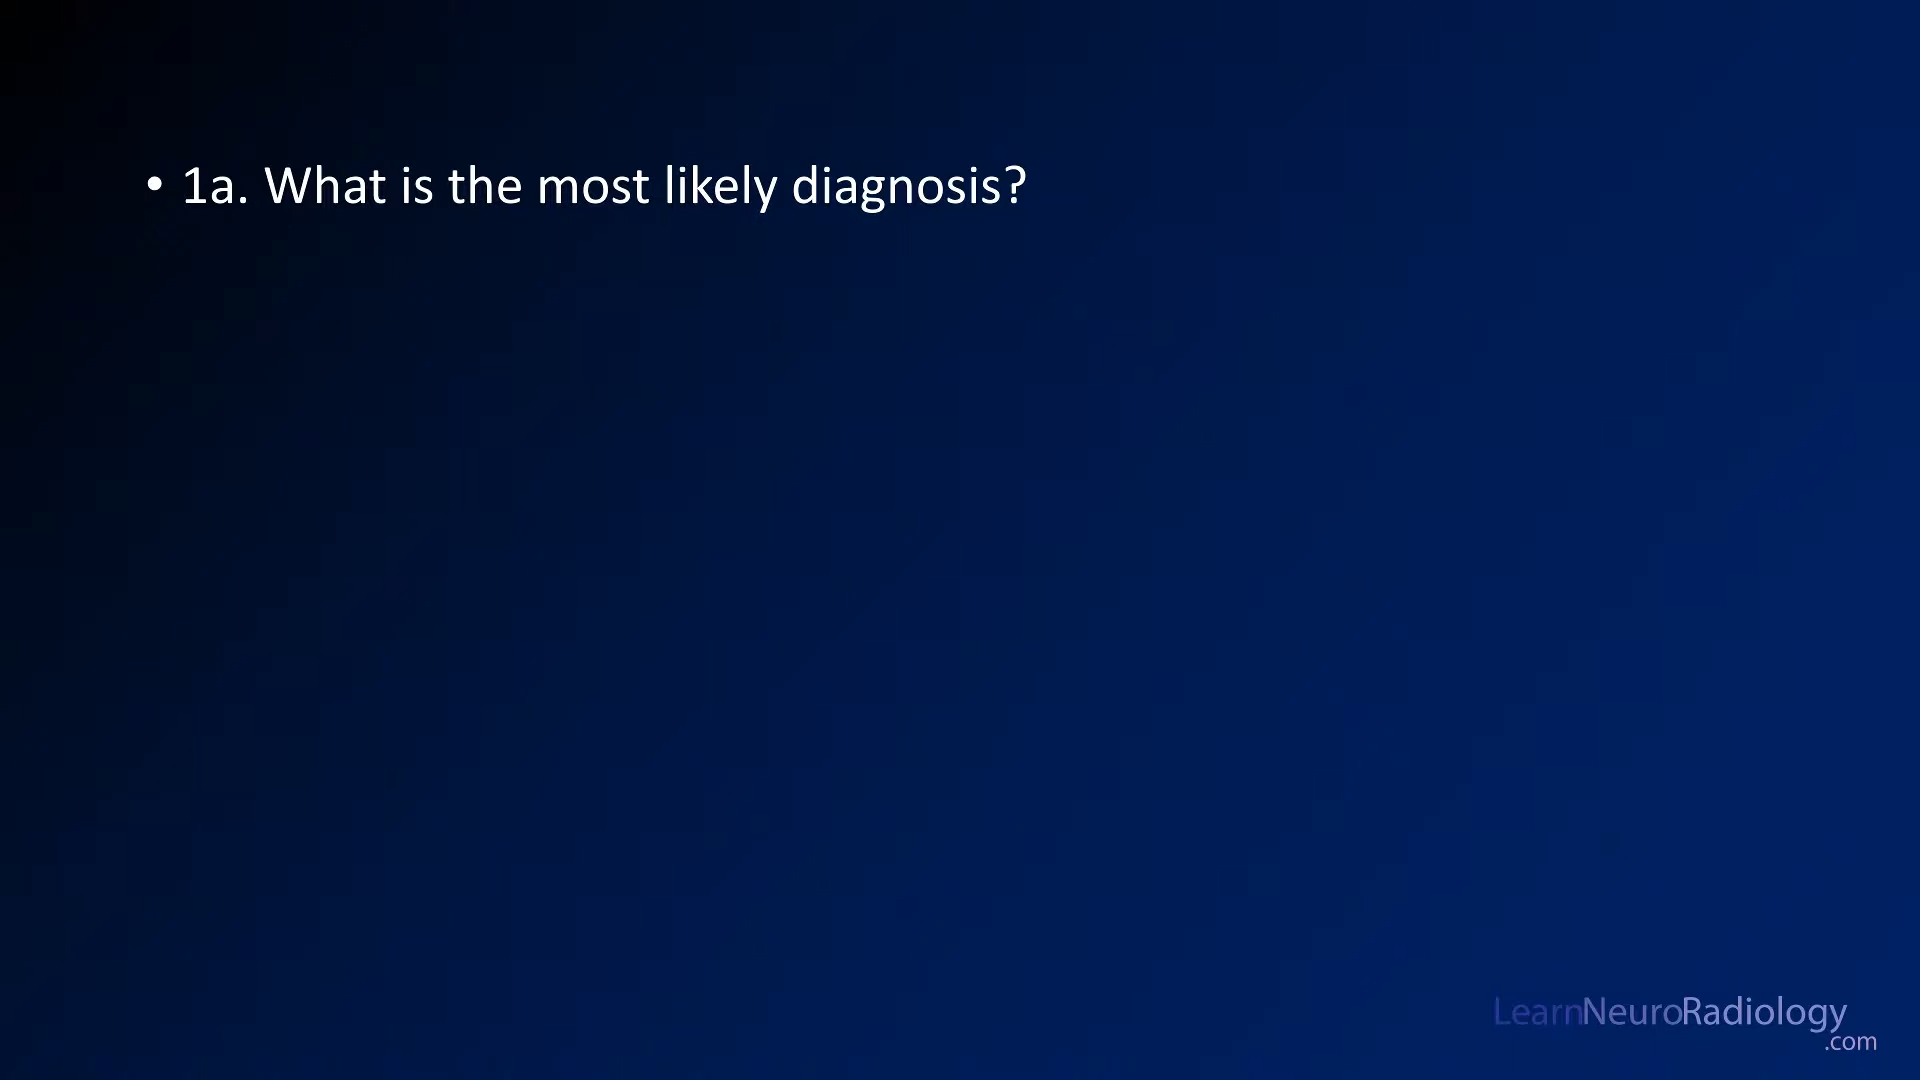 • 1a. What is the most likely diagnosis?
LearnNeuroRadiology
.com